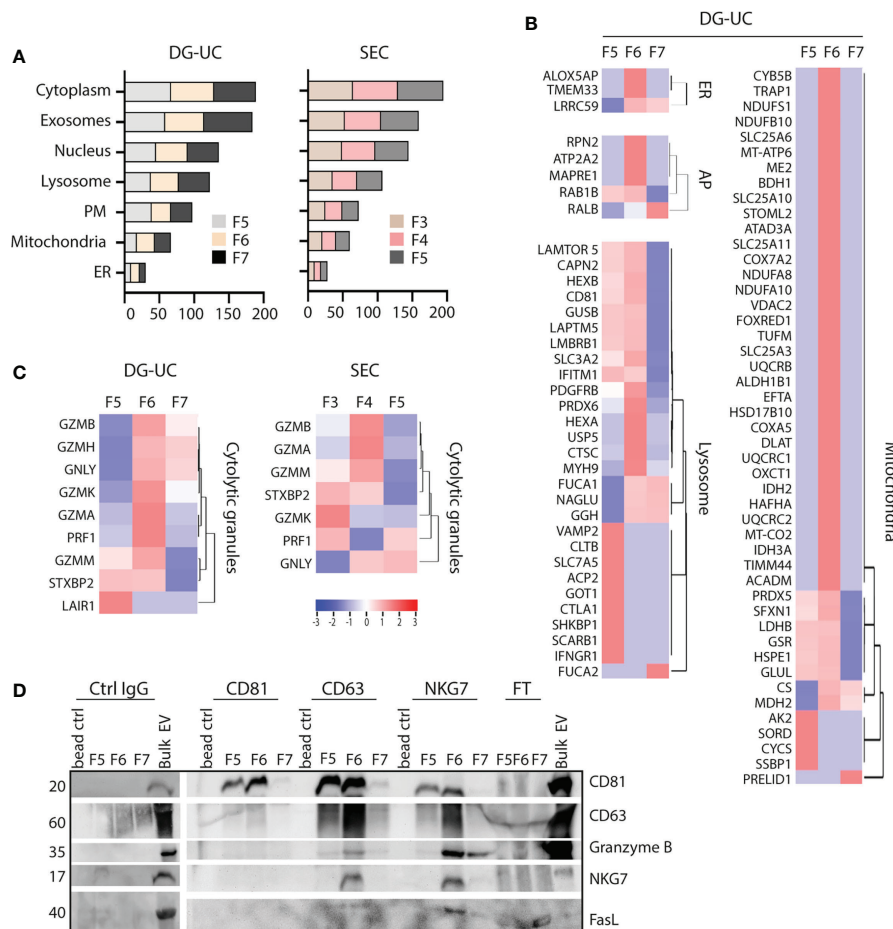 A
DG-UC
SEC
Cytoplasm
Exosomes
Nucleus
Lysosome
PM
Mitochondria
ER
F5
F6
F7
F3
F4
F5
0 50 100 150 200
0 50 100 150 200
B
DG-UC
F5 F6 F7
F5 F6 F7
ALOX5AP
TMEM33
LRRC59
ER
RPN2
ATP2A2
MAPRE1
RAB1B
RALB
AP
LAMTOR 5
CAPN2
HEXB
CD81
GUSB
LAPTM5
LMBRB1
SLC3A2
IFITM1
PDGFRB
PRDX6
HEXA
USP5
CTSC
MYH9
FUCA1
NAGLU
GGH
VAMP2
CLTB
SLC7A5
ACP2
GOT1
CTLA1
SHKBP1
SCARB1
IFNGR1
FUCA2
Lysosome
CYB5B
TRAP1
NDUFS1
NDUFB10
SLC25A6
MT-ATP6
ME2
BDH1
SLC25A10
STOML2
ATAD3A
SLC25A11
COX7A2
NDUFA8
NDUFA10
VDAC2
FOXRED1
TUFM
SLC25A3
UQCRB
ALDH1B1
EFTA
HSD17B10
COXA5
DLAT
UQCRC1
OXCT1
IDH2
HAFHA
UQCRC2
MT-CO2
IDH3A
TIMM44
ACADM
PRDX5
SFXN1
LDHB
GSR
HSPE1
GLUL
CS
MDH2
AK2
SORD
CYCS
SSBP1
PRELID1
Mitochondria
C
DG-UC
F5 F6 F7
GZMB
GZMH
GNLY
GZMK
GZMA
PRF1
GZMM
STXBP2
LAIR1
Cytolytic granules
SEC
F3 F4 F5
GZMB
GZMA
GZMM
STXBP2
GZMK
PRF1
GNLY
Cytolytic granules
-3 -2 -1 0 1 2 3
D
Ctrl IgG
CD81
CD63
NKG7
FT
bead ctrl F5 F6 F7 Bulk EV
bead ctrl F5 F6 F7
bead ctrl F5 F6 F7
bead ctrl F5 F6 F7
F5 F6 F7
Bulk EV
20
CD81
60
CD63
35
Granzyme B
17
NKG7
40
FasL